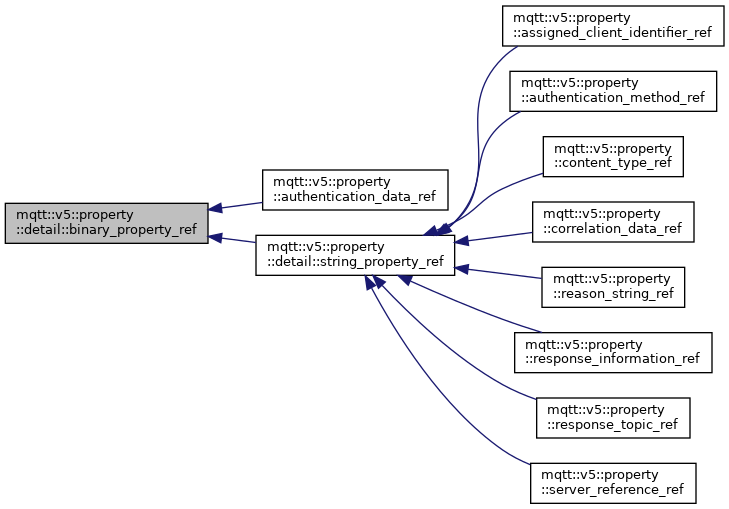 mqtt::v5::property
::detail::binary_property_ref
mqtt::v5::property
::authentication_data_ref
mqtt::v5::property
::detail::string_property_ref
mqtt::v5::property
::assigned_client_identifier_ref
mqtt::v5::property
::authentication_method_ref
mqtt::v5::property
::content_type_ref
mqtt::v5::property
::correlation_data_ref
mqtt::v5::property
::reason_string_ref
mqtt::v5::property
::response_information_ref
mqtt::v5::property
::response_topic_ref
mqtt::v5::property
::server_reference_ref